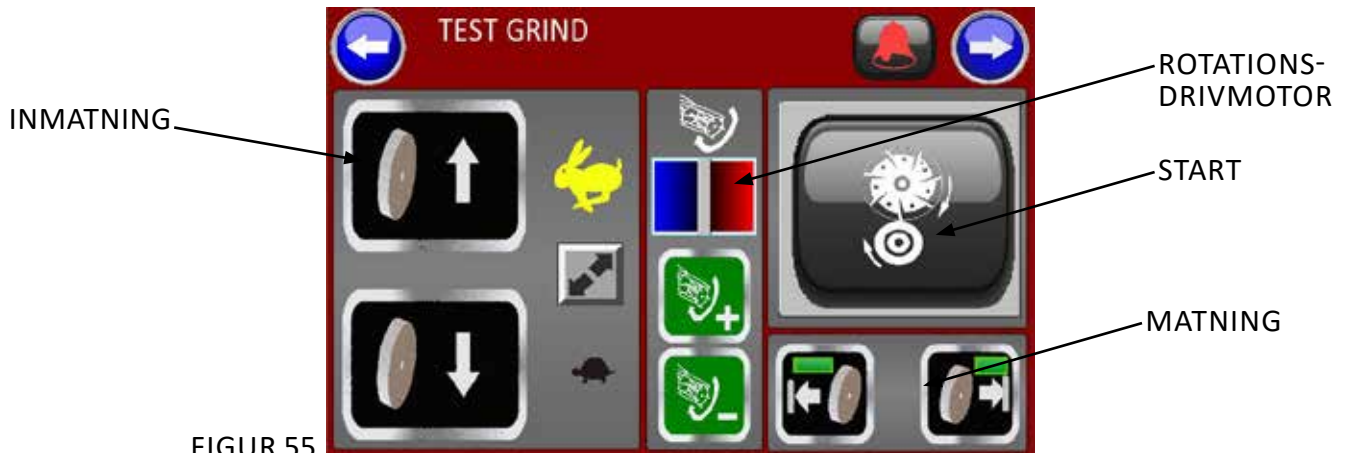 TEST GRIND
INMATNING
ROTATIONS-
DRIVMOTOR
START
MATNING
FIGUR 55